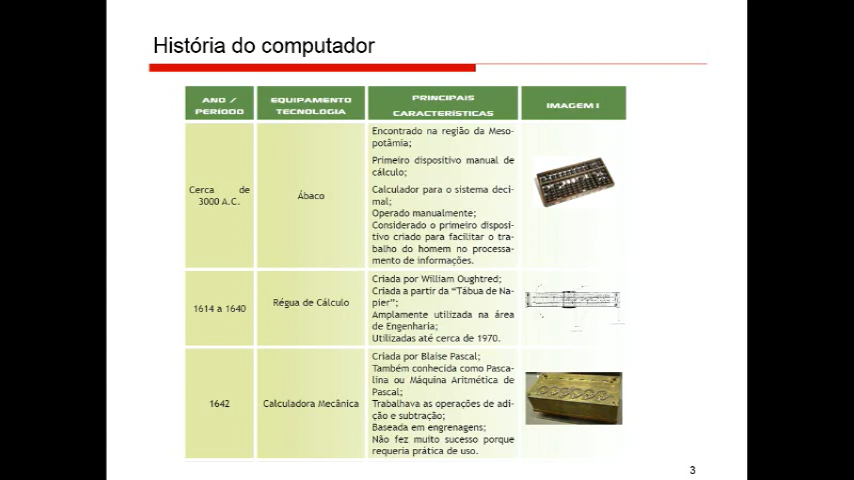 História do computador
ANO /
PERÍODO
EQUIPAMENTO
TECNOLOGIA
PRINCIPAIS
CARACTERÍSTICAS
IMAGEM I
Cerca de
3000 A.C.
Ábaco
Encontrado na região da Meso-
potâmia;
Primeiro dispositivo manual de
cálculo;
Calculador para o sistema deci-
mal;
Operado manualmente;
Considerado o primeiro disposi-
tivo criado para facilitar o tra-
balho do homem no processa-
mento de informações.
1614 a 1640
Régua de Cálculo
Criada por William Oughtred;
Criada a partir da “Tábua de Na-
pier”;
Amplamente utilizada na área
de Engenharia;
Utilizadas até cerca de 1970.
1642
Calculadora Mecânica
Criada por Blaise Pascal;
Também conhecida como Pasca-
lina ou Máquina Aritmética de
Pascal;
Trabalhava as operações de adi-
ção e subtração;
Baseada em engrenagens;
Não fez muito sucesso porque
requeria prática de uso.
3